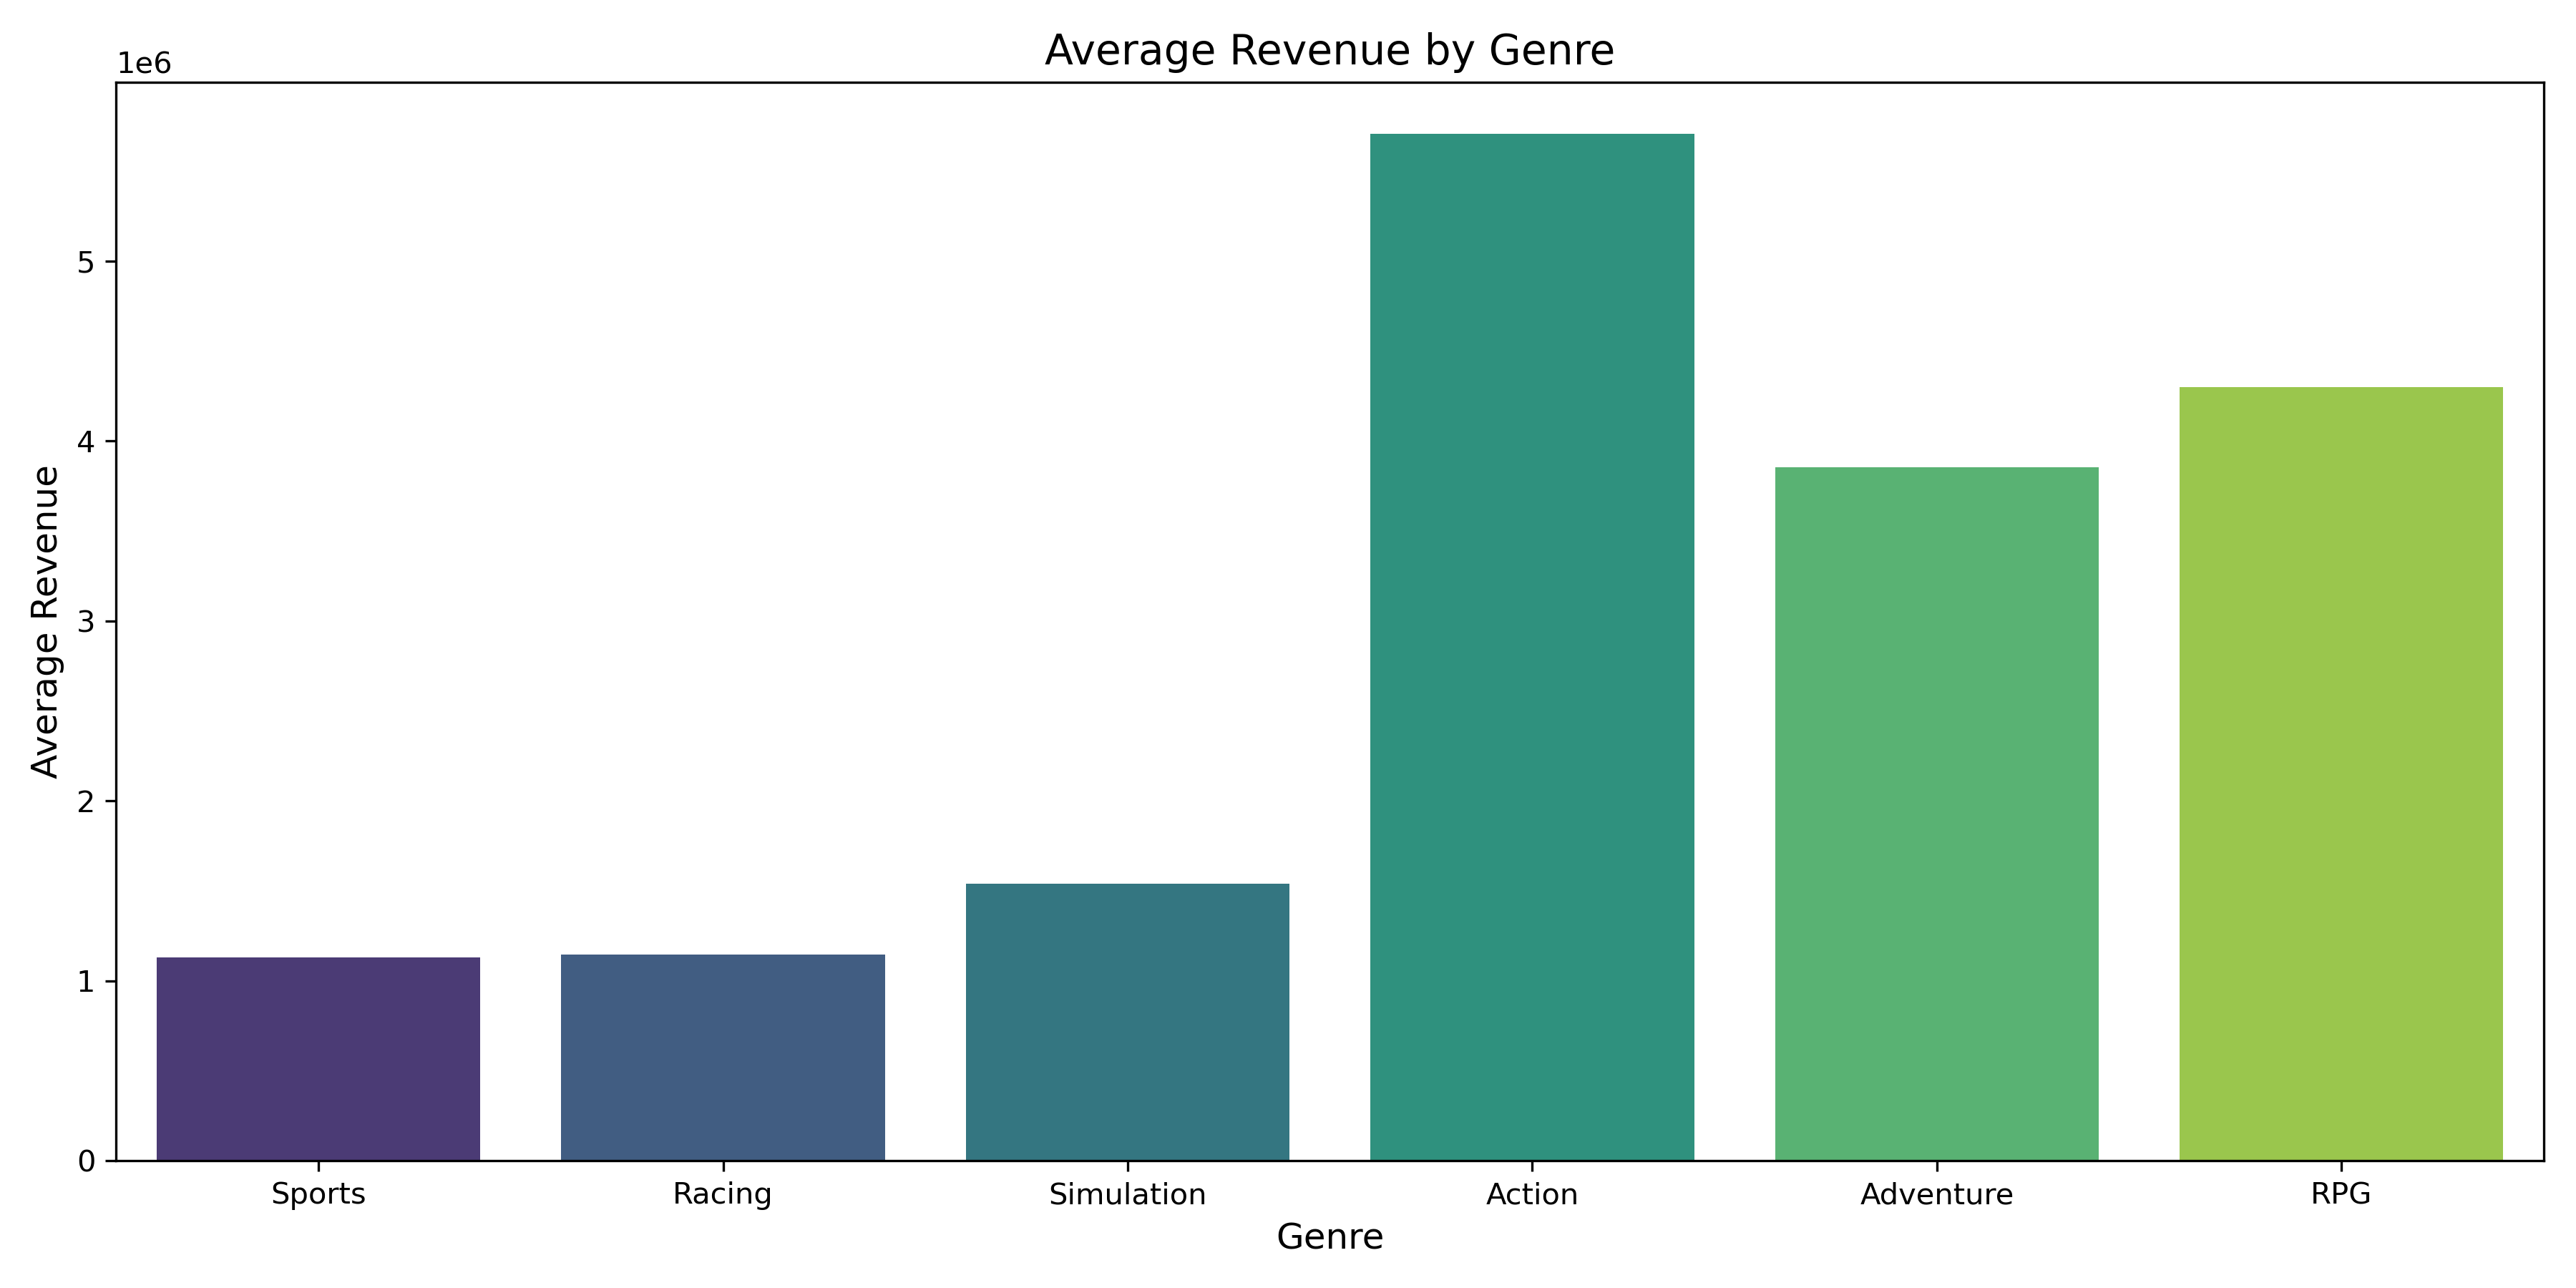 Average Revenue by Genre
1e6
5
4
3
2
1
0
Average Revenue
Sports
Racing
Simulation
Action
Adventure
RPG
Genre